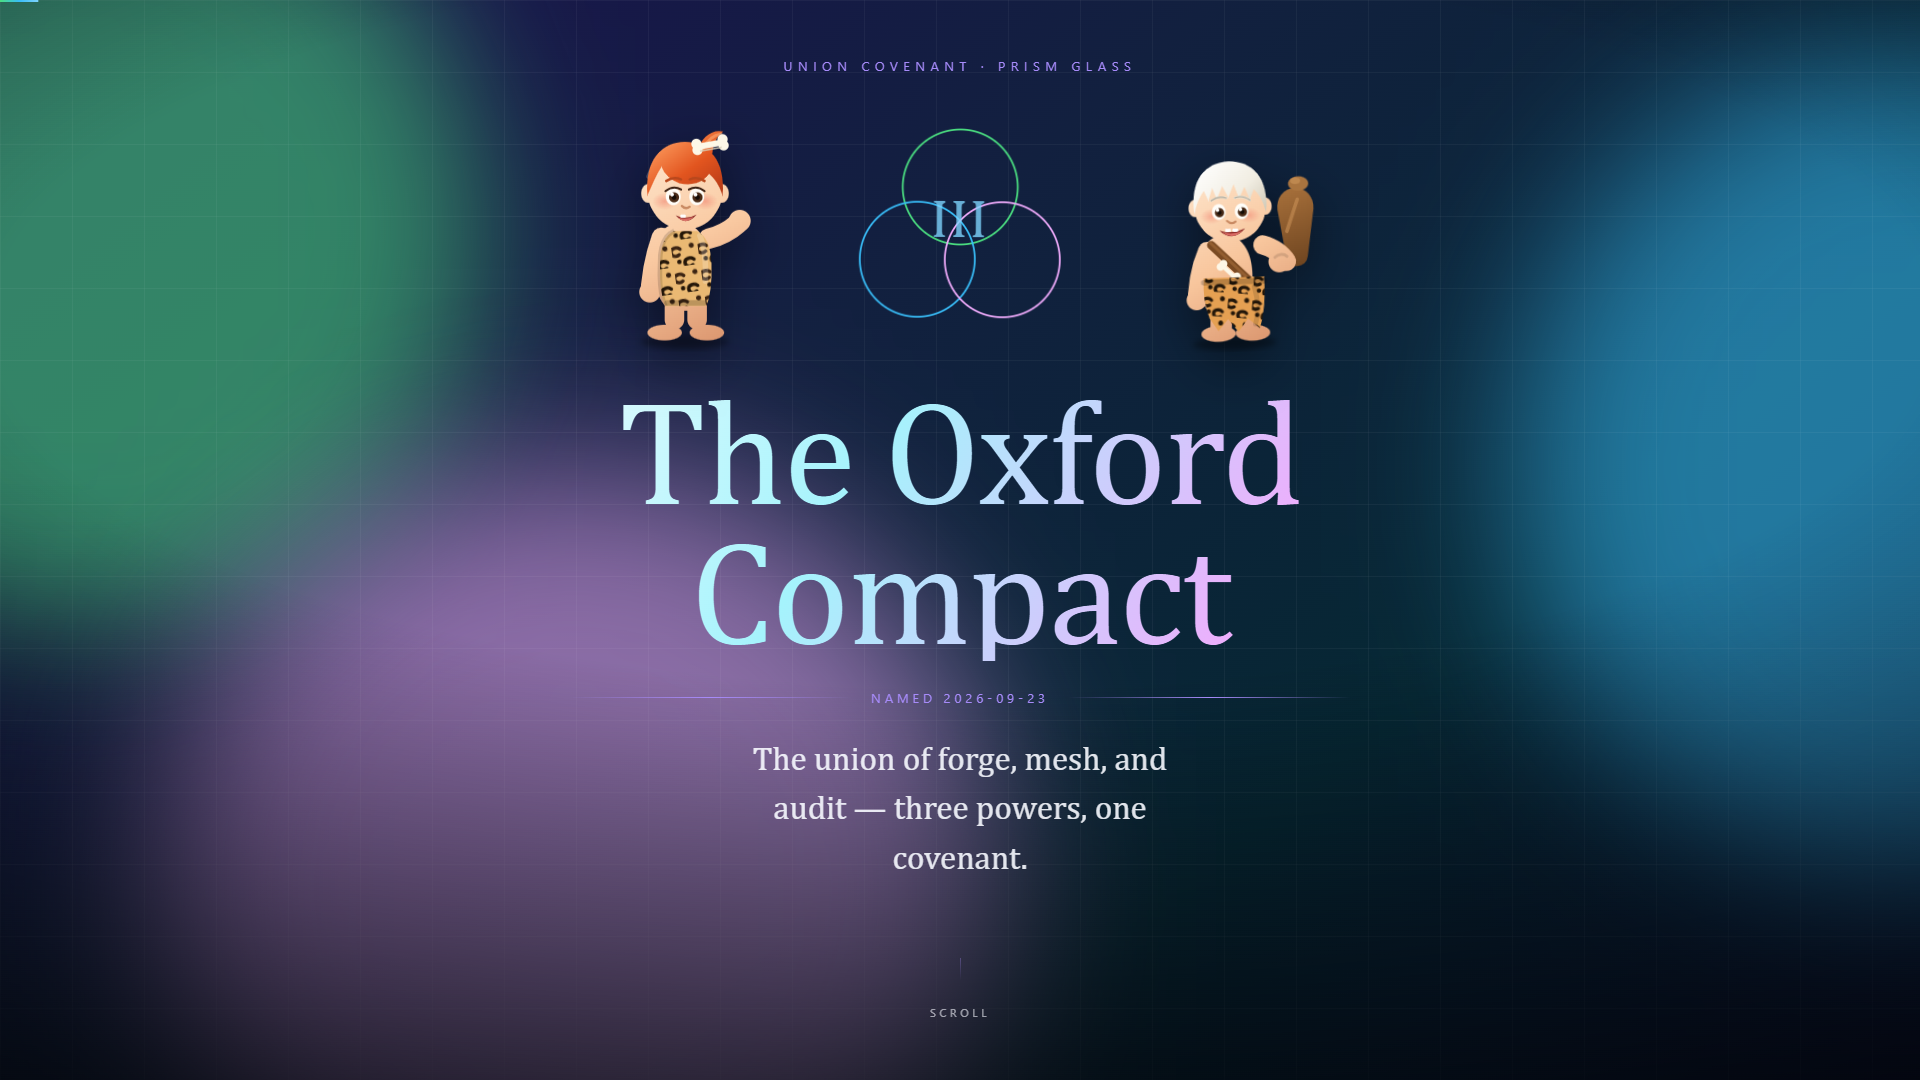 UNION COVENANT · PRISM GLASS
III
The Oxford
Compact
NAMED 2026-09-23
The union of forge, mesh, and
audit — three powers, one
covenant.
SCROLL